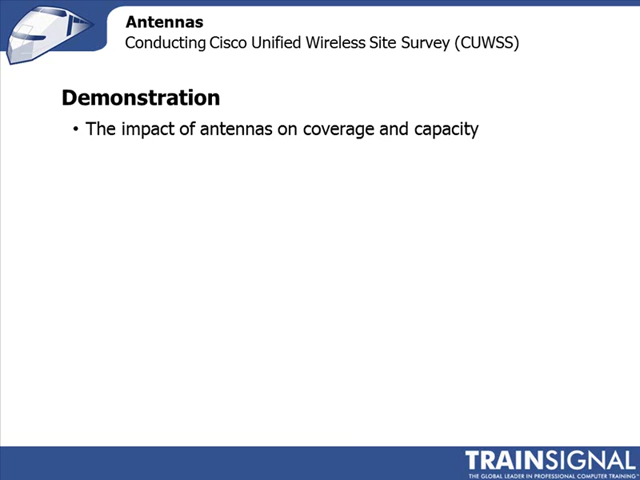 Antennas
Conducting Cisco Unified Wireless Site Survey (CUWSS)
Demonstration
• The impact of antennas on coverage and capacity
TRAINSIGNAL
THE GLOBAL LEADER IN PROFESSIONAL COMPUTER TRAINING